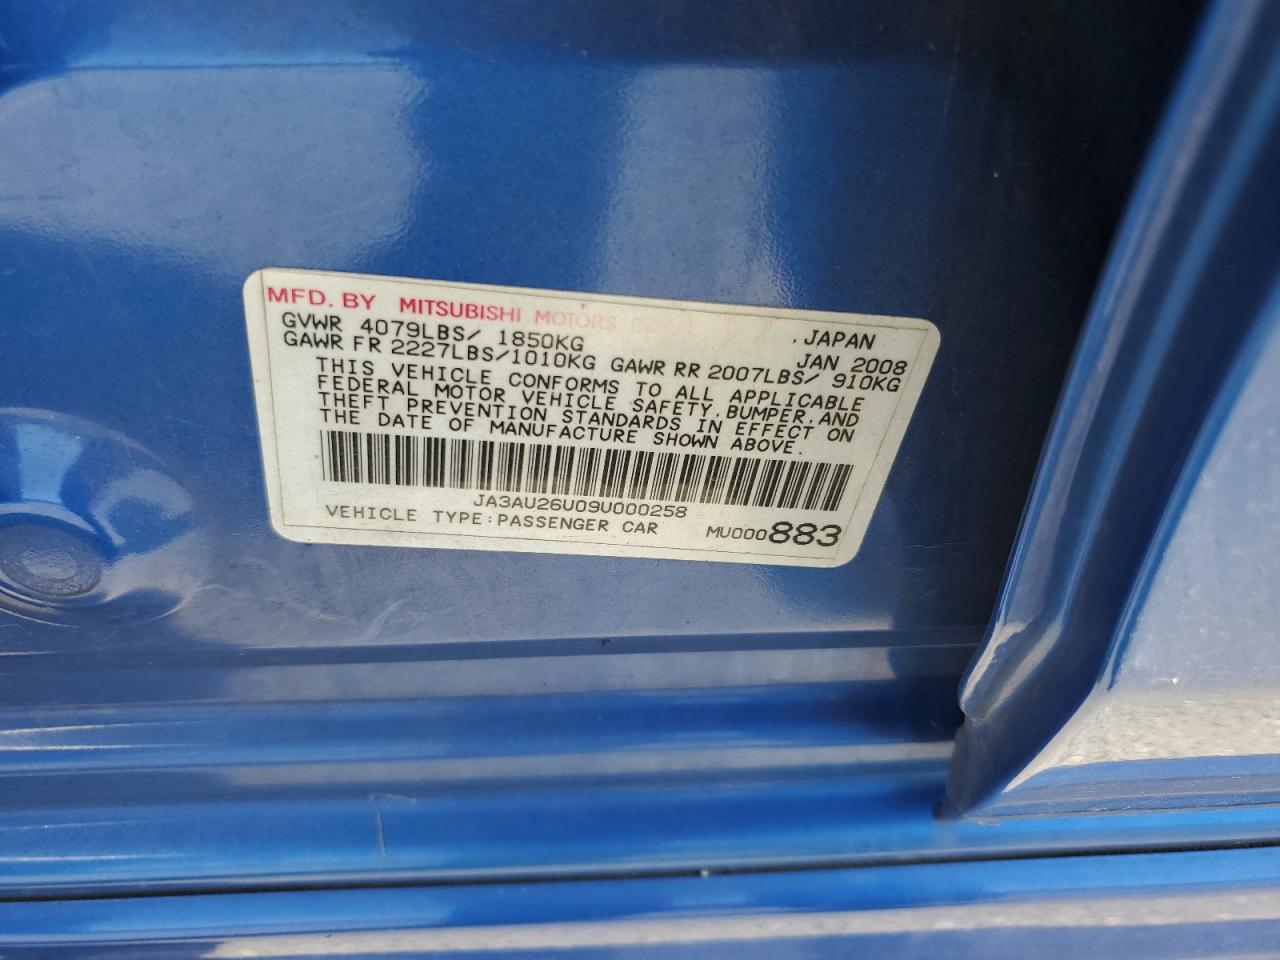 MFD. BY MITSUBISHI MOTORS
.JAPAN
GVWR 4079LBS/ 1850KG JAN 2008
GAWR FR 2227LBS/1010KG GAWR RR 2007LBS/ 910KG
THIS VEHICLE CONFORMS TO ALL APPLICABLE
FEDERAL MOTOR VEHICLE SAFETY,BUMPER,AND
THEFT PREVENTION STANDARDS IN EFFECT ON
THE DATE OF MANUFACTURE SHOWN ABOVE.
JA3AU26U09U000258
VEHICLE TYPE:PASSENGER CAR MU000883